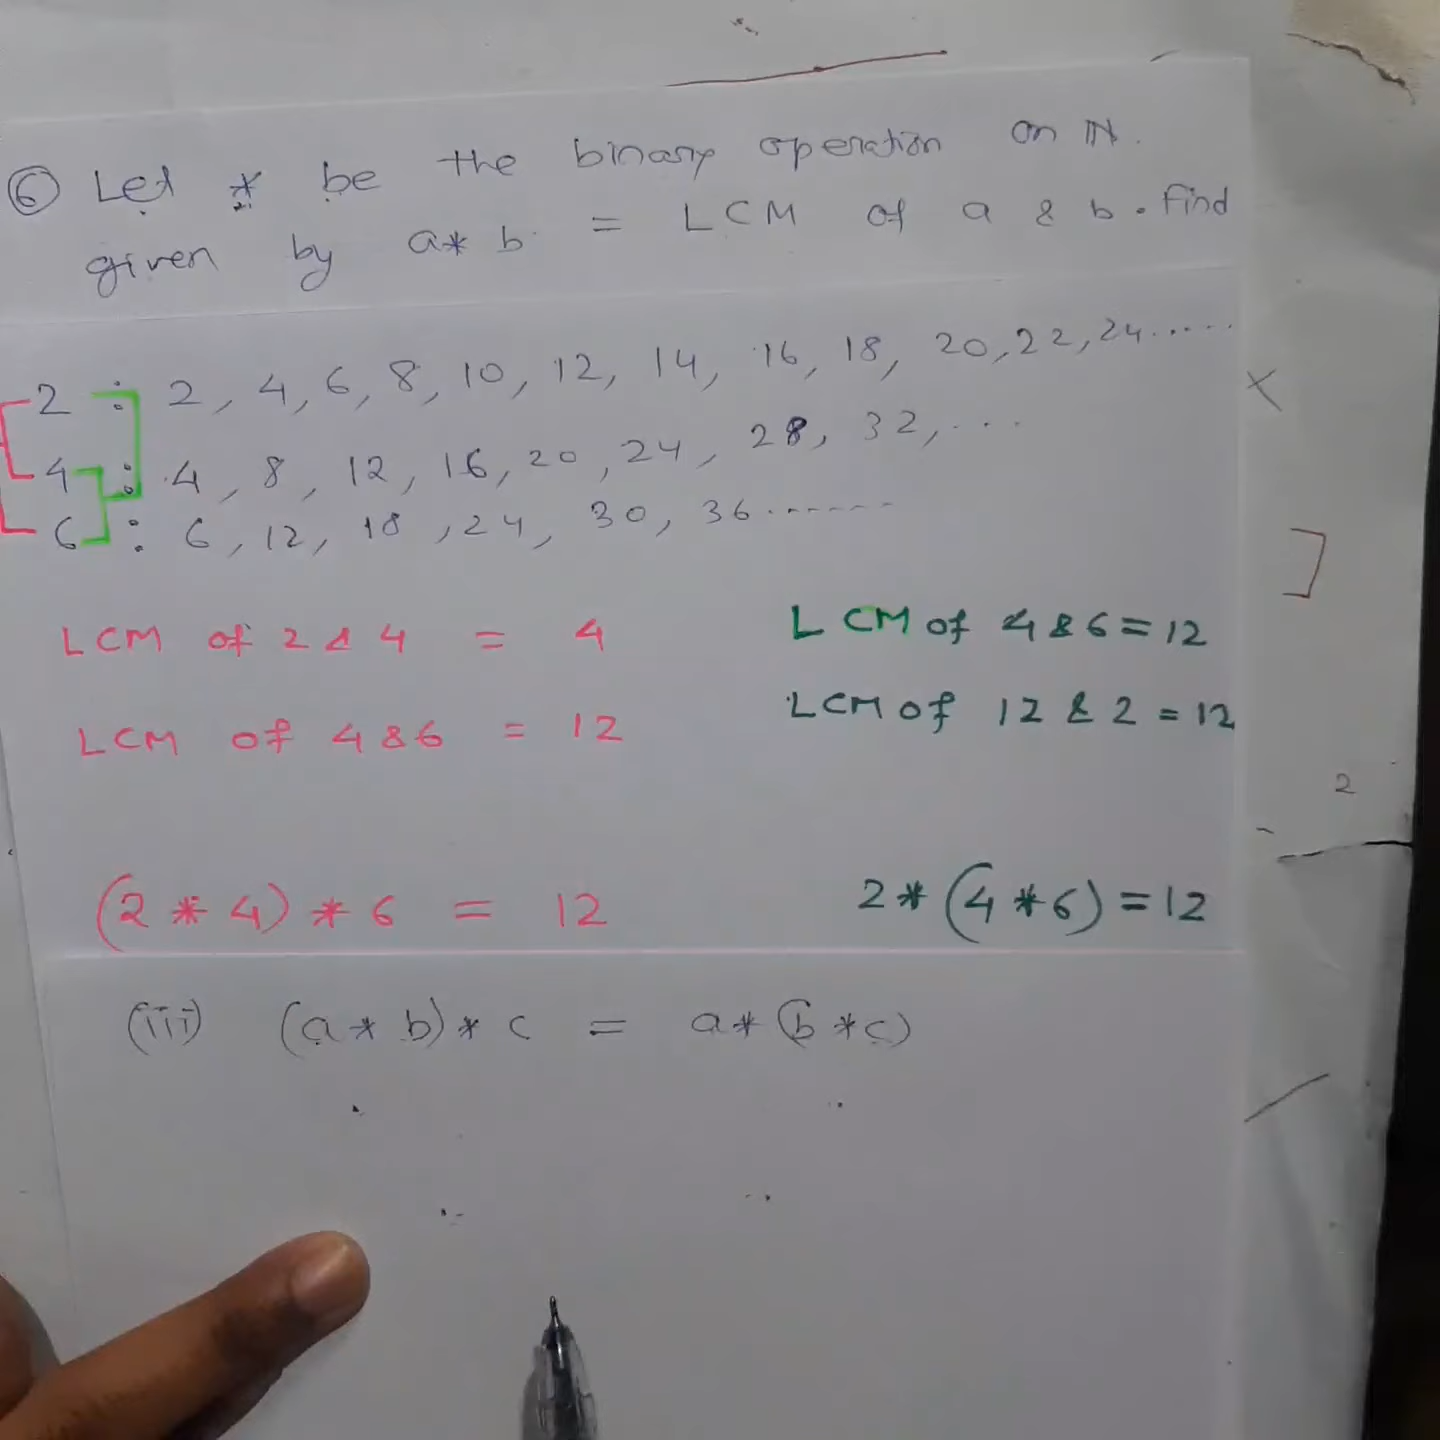 6 Let * be the binary operation on N.
given by a * b = LCM of a & b. Find
2 : 2, 4, 6, 8, 10, 12, 14, 16, 18, 20, 22, 24......
4 : 4, 8, 12, 16, 20, 24, 28, 32, ...
6 : 6, 12, 18, 24, 30, 36.......
LCM of 2 & 4 = 4
LCM of 4 & 6 = 12
LCM of 4 & 6 = 12
LCM of 12 & 2 = 12
2
(2 * 4) * 6 = 12
2 * (4 * 6) = 12
(iii) (a * b) * c = a * (b * c)